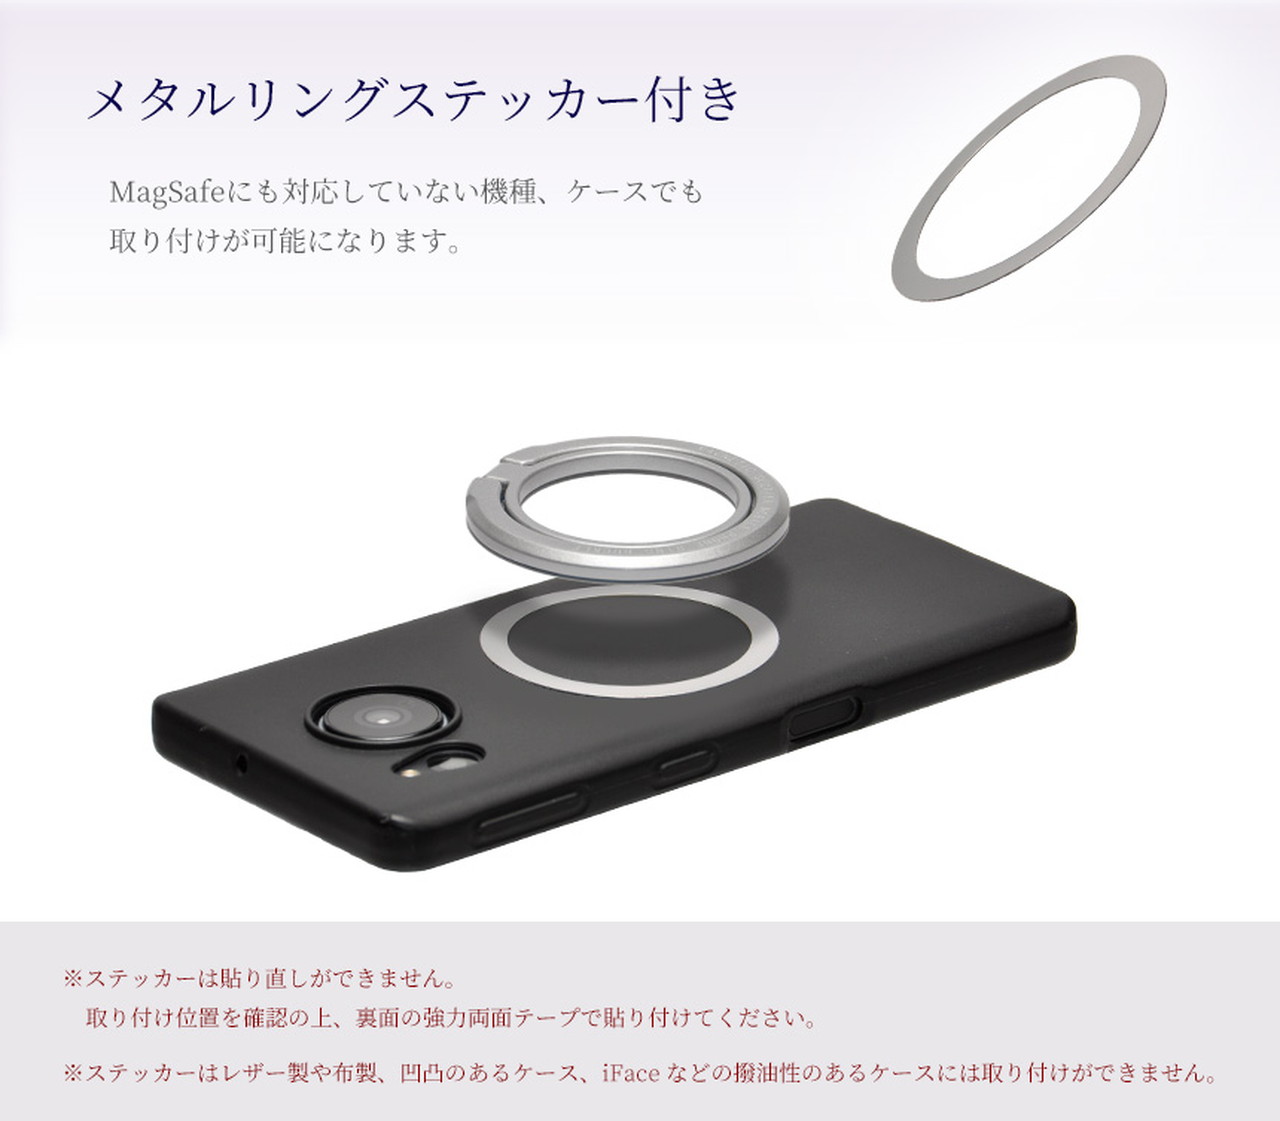 メタルリングステッカー付き
MagSafeにも対応していない機種、ケースでも
取り付けが可能になります。
※ステッカーは貼り直しができません。
取り付け位置を確認の上、裏面の強力両面テープで貼り付けてください。
※ステッカーはレザー製や布製、凹凸のあるケース、iFace などの撥油性のあるケースには取り付けができません。